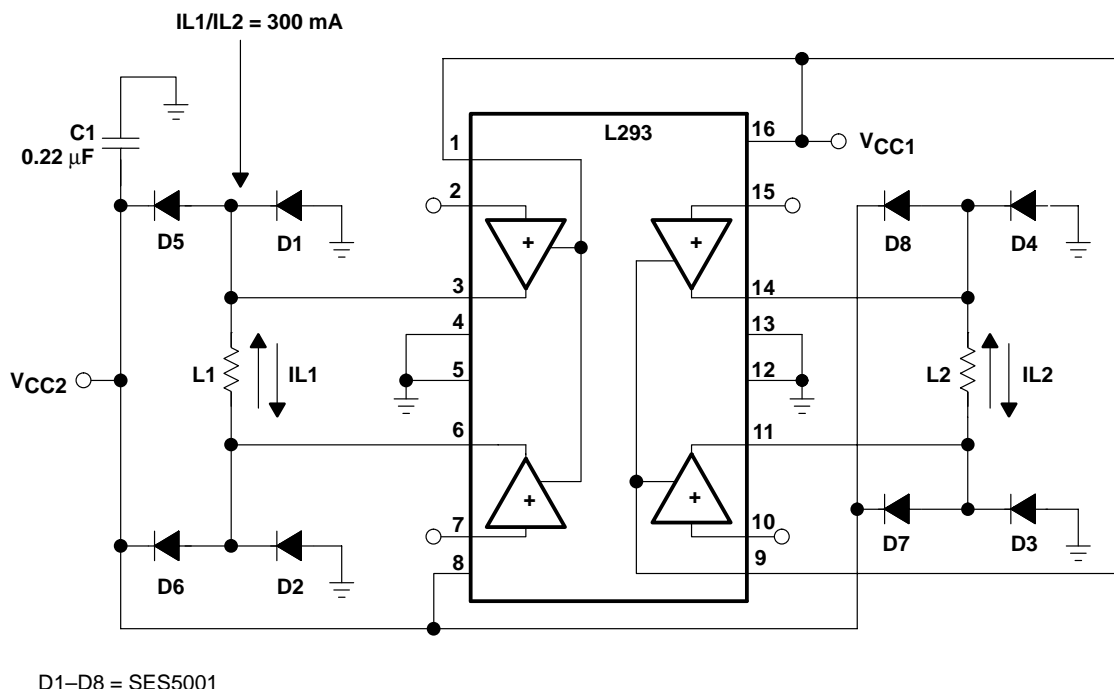 IL1/IL2 = 300 mA
C1
0.22 µF
L293
1
16
VCC1
2
15
D5
D1
D8
D4
3
14
4
13
VCC2
L1
IL1
5
12
L2
IL2
6
11
7
10
8
9
D6
D2
D7
D3
+
+
+
+
D1–D8 = SES5001